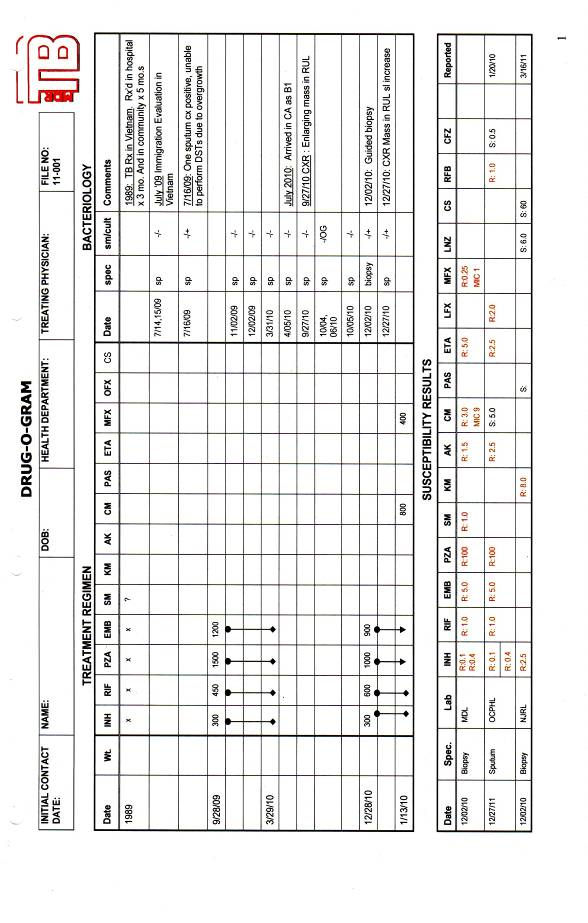 TB
DRUG-O-GRAM
INITIAL CONTACT DATE: NAME: DOB: HEALTH DEPARTMENT: TREATING PHYSICIAN: FILE NO: 11-001
TREATMENT REGIMEN BACTERIOLOGY
Date Wt. INH RIF PZA EMB SM KM AK CM PAS ETA MFX OFX CS Date spec sm/cult Comments
1989 x x x x ? 1989: TB Rx in Vietnam. Rx'd in hospital
x 3 mo. And in community x 5 mo.s
7/14,15/09 sp -/- July '09 Immigration Evaluation in
Vietnam
7/16/09 sp -/+ 7/16/09: One sputum cx positive, unable
to perform DSTs due to overgrowth
9/28/09 300 450 1500 1200
11/02/09 sp -/-
12/02/09 sp -/-
3/29/10 3/31/10 sp -/-
4/05/10 sp -/- July 2010: Arrived in CA as B1
9/27/10 sp -/- 9/27/10 CXR : Enlarging mass in RUL
10/04, sp -/OG
06/10
10/05/10 sp -/-
12/28/10 300 600 1000 900 12/02/10 biopsy -/+ 12/02/10: Guided biopsy
1/13/10 800 400 12/27/10 sp -/+ 12/27/10: CXR Mass in RUL sl increase
SUSCEPTIBILITY RESULTS
Date Spec. Lab INH RIF EMB PZA SM KM AK CM PAS ETA LFX MFX LNZ CS RFB CFZ Reported
12/02/10 Biopsy MDL R:0.1 R: 1.0 R: 5.0 R:100 R: 1.0 R: 1.5 R: 3.0 R: 5.0 R:0.25
R:0.4 MIC 9 MIC 1
12/27/11 Sputum OCPHL R: 0.1 R: 1.0 R: 5.0 R:100 R: 2.5 S: 5.0 R:2.5 R:2.0 R: 1.0 S: 0.5 1/20/10
R: 0.4
12/02/10 Biopsy NJRL R:2.5 R: 8.0 S: S: 6.0 S: 60 3/16/11
1